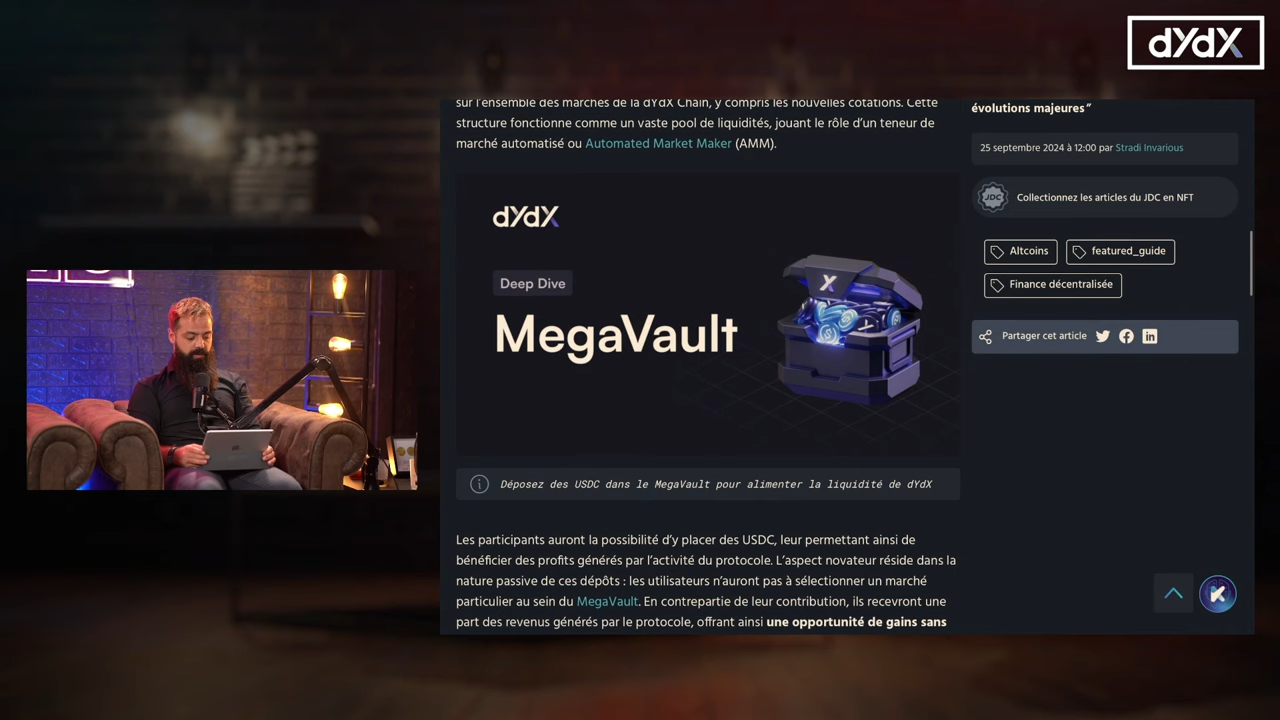 dYdX
sur l'ensemble des marchés de la dYdX Chain, y compris les nouvelles cotations. Cette
structure fonctionne comme un vaste pool de liquidités, jouant le rôle d'un teneur de
marché automatisé ou Automated Market Maker (AMM).
dYdX
Deep Dive
MegaVault
Déposez des USDC dans le MegaVault pour alimenter la liquidité de dYdX
Les participants auront la possibilité d'y placer des USDC, leur permettant ainsi de
bénéficier des profits générés par l'activité du protocole. L'aspect novateur réside dans la
nature passive de ces dépôts : les utilisateurs n'auront pas à sélectionner un marché
particulier au sein du MegaVault. En contrepartie de leur contribution, ils recevront une
part des revenus générés par le protocole, offrant ainsi une opportunité de gains sans
évolutions majeures”
25 septembre 2024 à 12:00 par Stradi Invarious
JDC
Collectionnez les articles du JDC en NFT
Altcoins
featured_guide
Finance décentralisée
Partager cet article